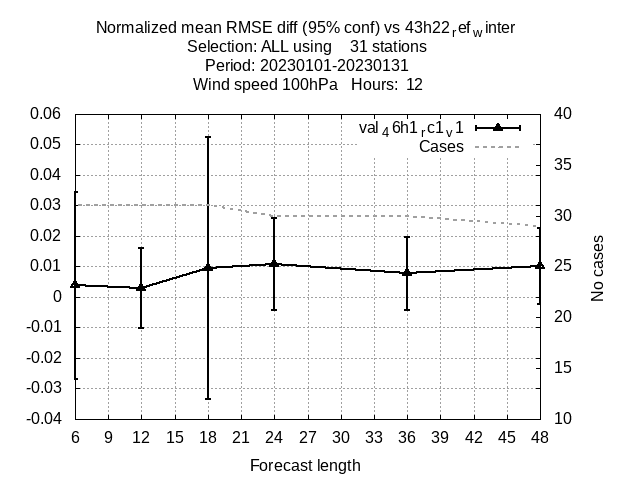 Normalized mean RMSE diff (95% conf) vs 43h22refwinter
Selection: ALL using 31 stations
Period: 20230101-20230131
Wind speed 100hPa Hours: 12
0.06 40
val46h1rc1v1
Cases
0.05
0.04 35
0.03 30
0.02
0.01 25
0
-0.01 20
-0.02 15
-0.03
-0.04 10
No cases
6 9 12 15 18 21 24 27 30 33 36 39 42 45 48
Forecast length